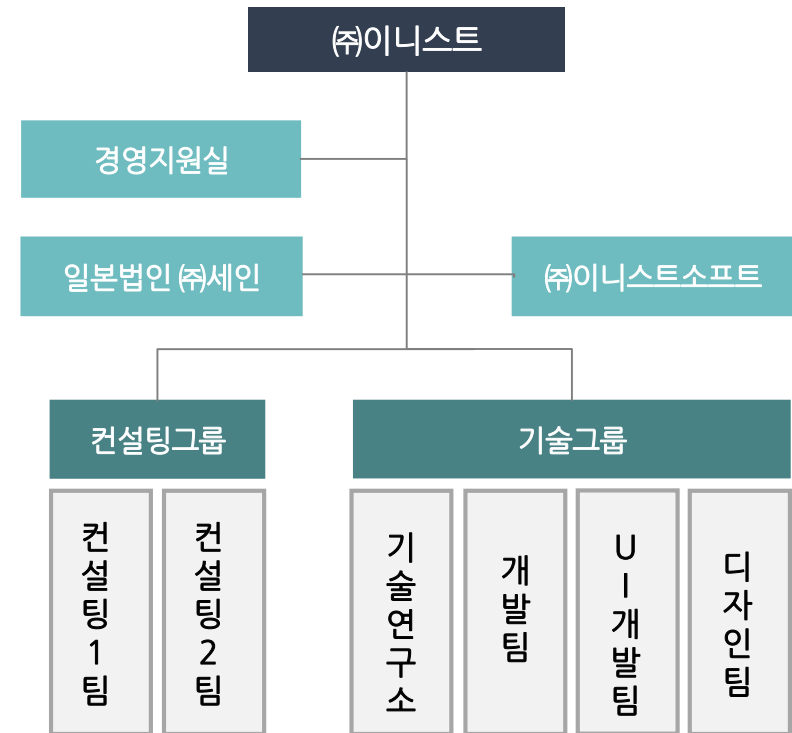 ㈜이니스트
경영지원실
일본법인 ㈜세인
㈜이니스트소프트
컨설팅그룹
기술그룹
컨설팅1팀
컨설팅2팀
기술연구소
개발팀
UI개발팀
디자인팀